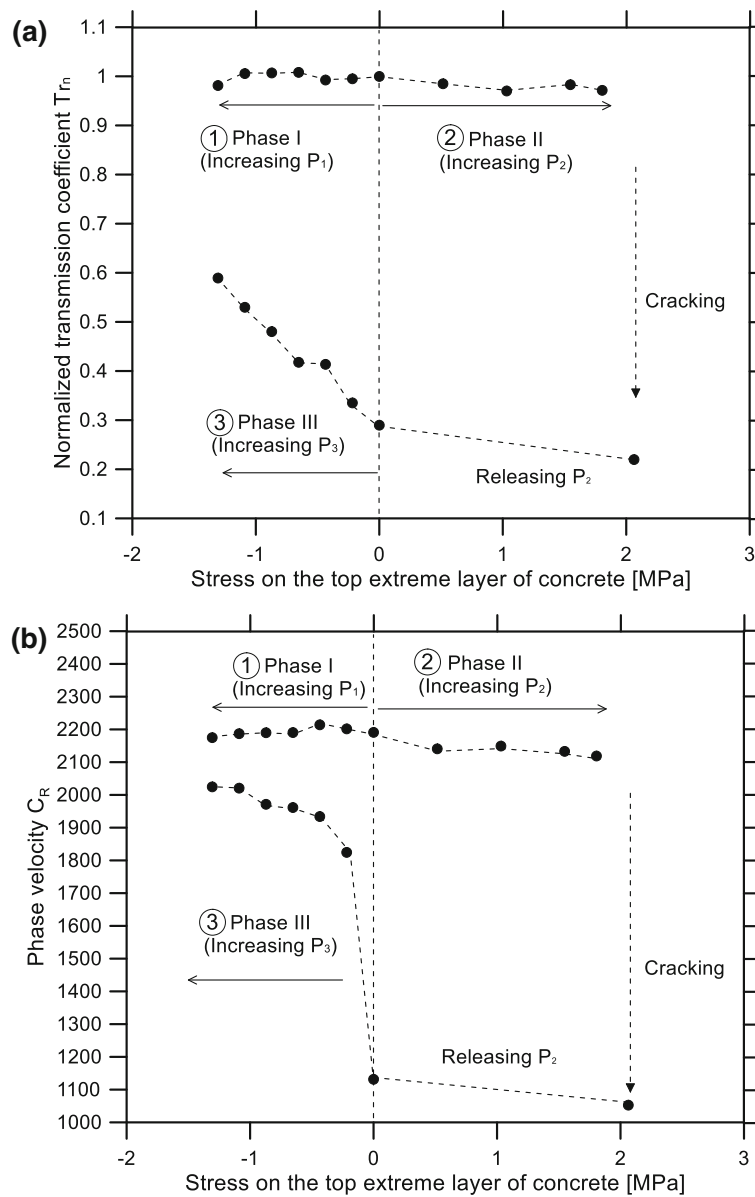 (a)
1.1
1
0.9
0.8
0.7
0.6
0.5
0.4
0.3
0.2
0.1
Normalized transmission coefficient Trₙ
① Phase I
(Increasing P₁)
② Phase II
(Increasing P₂)
Cracking
③ Phase III
(Increasing P₃)
Releasing P₂
-2 -1 0 1 2 3
Stress on the top extreme layer of concrete [MPa]
(b)
2500
2400
2300
2200
2100
2000
1900
1800
1700
1600
1500
1400
1300
1200
1100
1000
Phase velocity C_R
① Phase I
(Increasing P₁)
② Phase II
(Increasing P₂)
③ Phase III
(Increasing P₃)
Cracking
Releasing P₂
-2 -1 0 1 2 3
Stress on the top extreme layer of concrete [MPa]